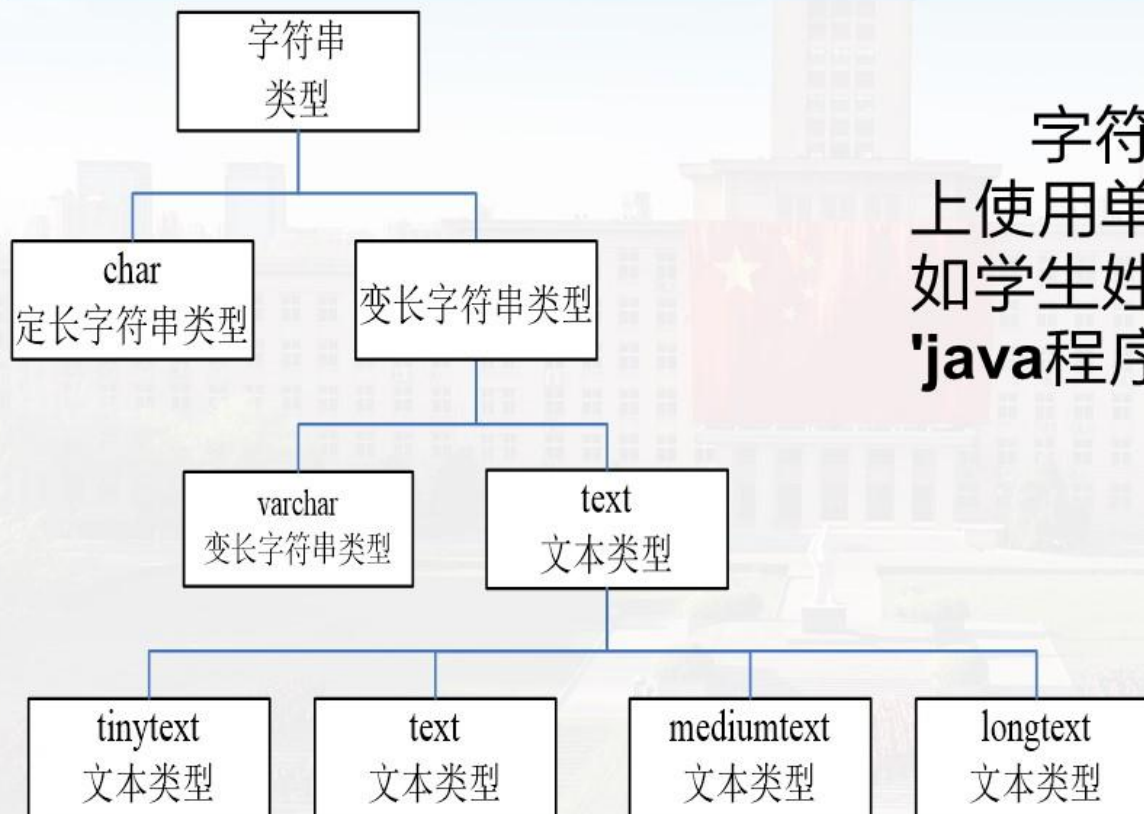 字符串
类型
char
定长字符串类型
变长字符串类型
varchar
变长字符串类型
text
文本类型
tinytext
文本类型
text
文本类型
mediumtext
文本类型
longtext
文本类型
字符
上使用单
如学生姓
'java程序